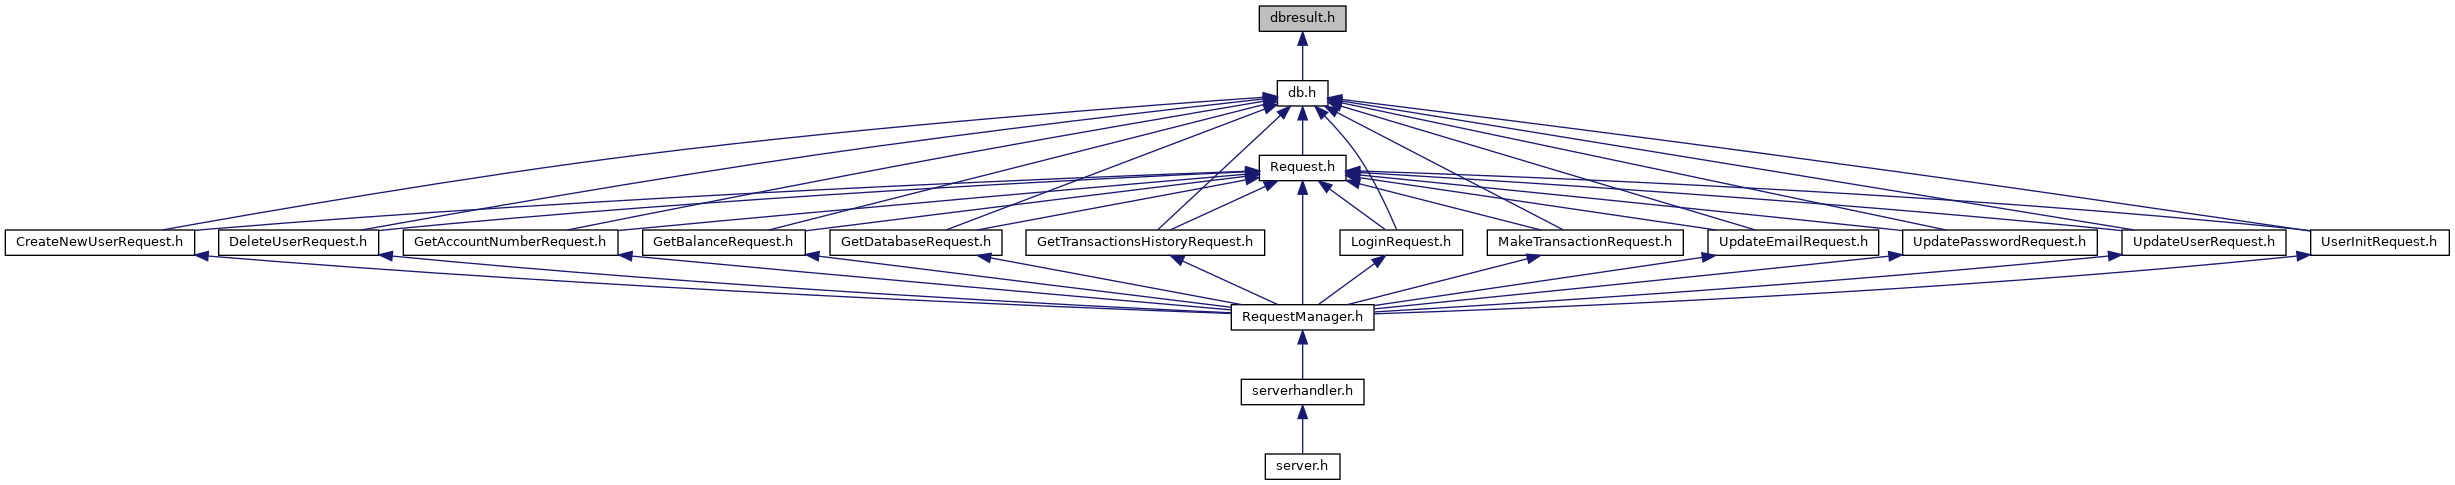 dbresult.h
db.h
Request.h
CreateNewUserRequest.h
DeleteUserRequest.h
GetAccountNumberRequest.h
GetBalanceRequest.h
GetDatabaseRequest.h
GetTransactionsHistoryRequest.h
LoginRequest.h
MakeTransactionRequest.h
UpdateEmailRequest.h
UpdatePasswordRequest.h
UpdateUserRequest.h
UserInitRequest.h
RequestManager.h
serverhandler.h
server.h